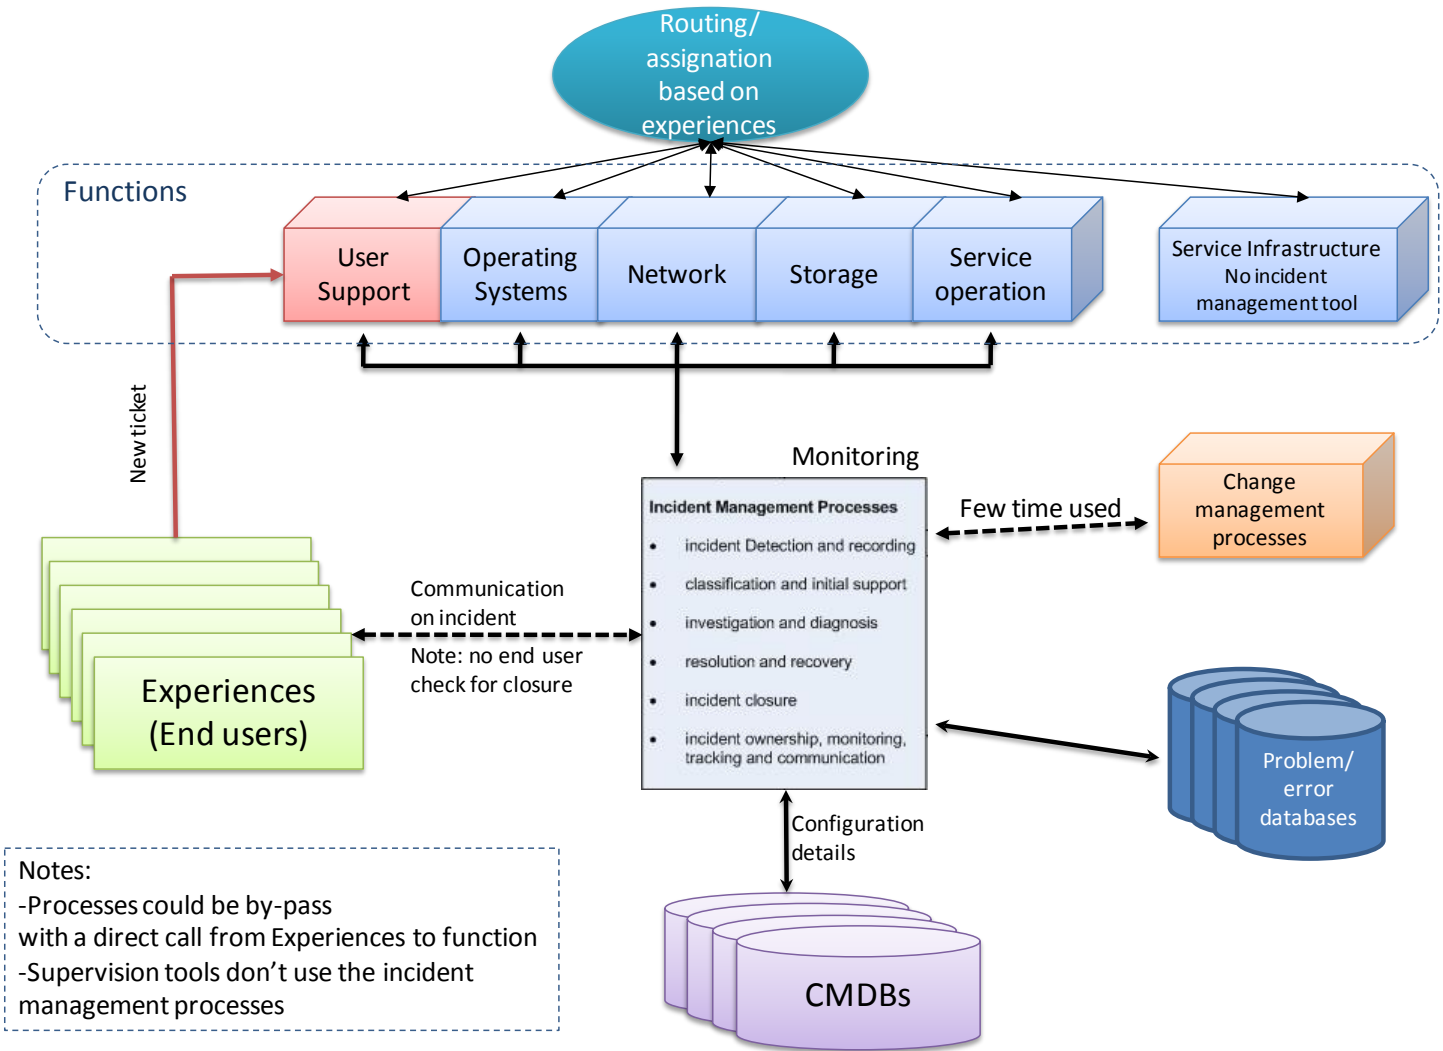 Routing/
assignation
based on
experiences
Functions
User
Support
Operating
Systems
Network
Storage
Service
operation
Service Infrastructure
No incident
management tool
New ticket
Monitoring
Incident Management Processes
• incident Detection and recording
• classification and initial support
• investigation and diagnosis
• resolution and recovery
• incident closure
• incident ownership, monitoring,
tracking and communication
Few time used
Change
management
processes
Communication
on incident
Note: no end user
check for closure
Experiences
(End users)
Problem/
error
databases
Configuration
details
CMDBs
Notes:
-Processes could be by-pass
with a direct call from Experiences to function
-Supervision tools don’t use the incident
management processes